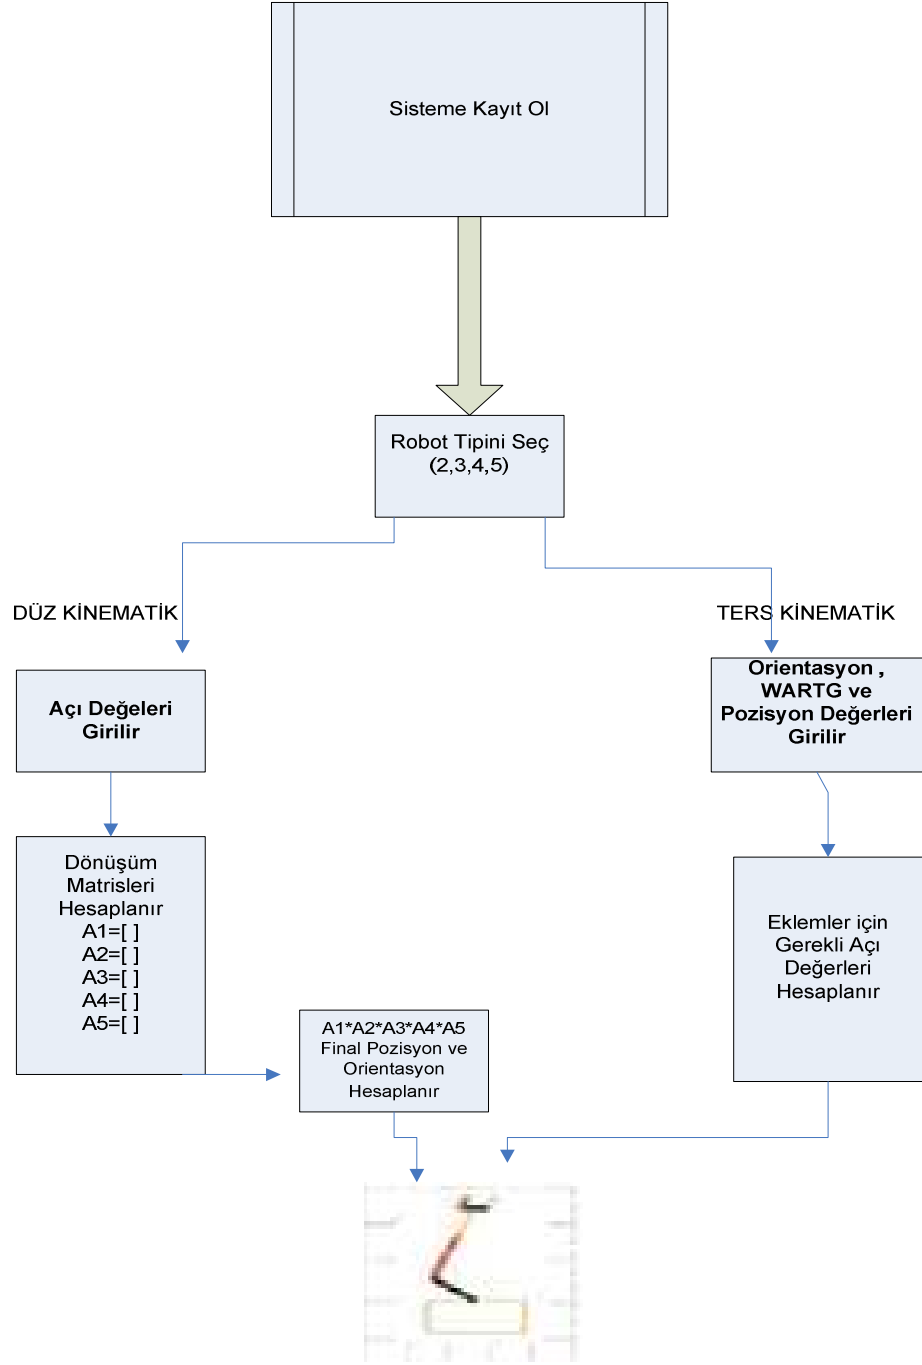 Sisteme Kayıt Ol
Robot Tipini Seç
(2,3,4,5)
DÜZ KİNEMATİK
TERS KİNEMATİK
Açı Değeleri
Girilir
Orientasyon ,
WARTG ve
Pozisyon Değerleri
Girilir
Dönüşüm
Matrisleri
Hesaplanır
A1=[ ]
A2=[ ]
A3=[ ]
A4=[ ]
A5=[ ]
Eklemler için
Gerekli Açı
Değerleri
Hesaplanır
A1*A2*A3*A4*A5
Final Pozisyon ve
Orientasyon
Hesaplanır